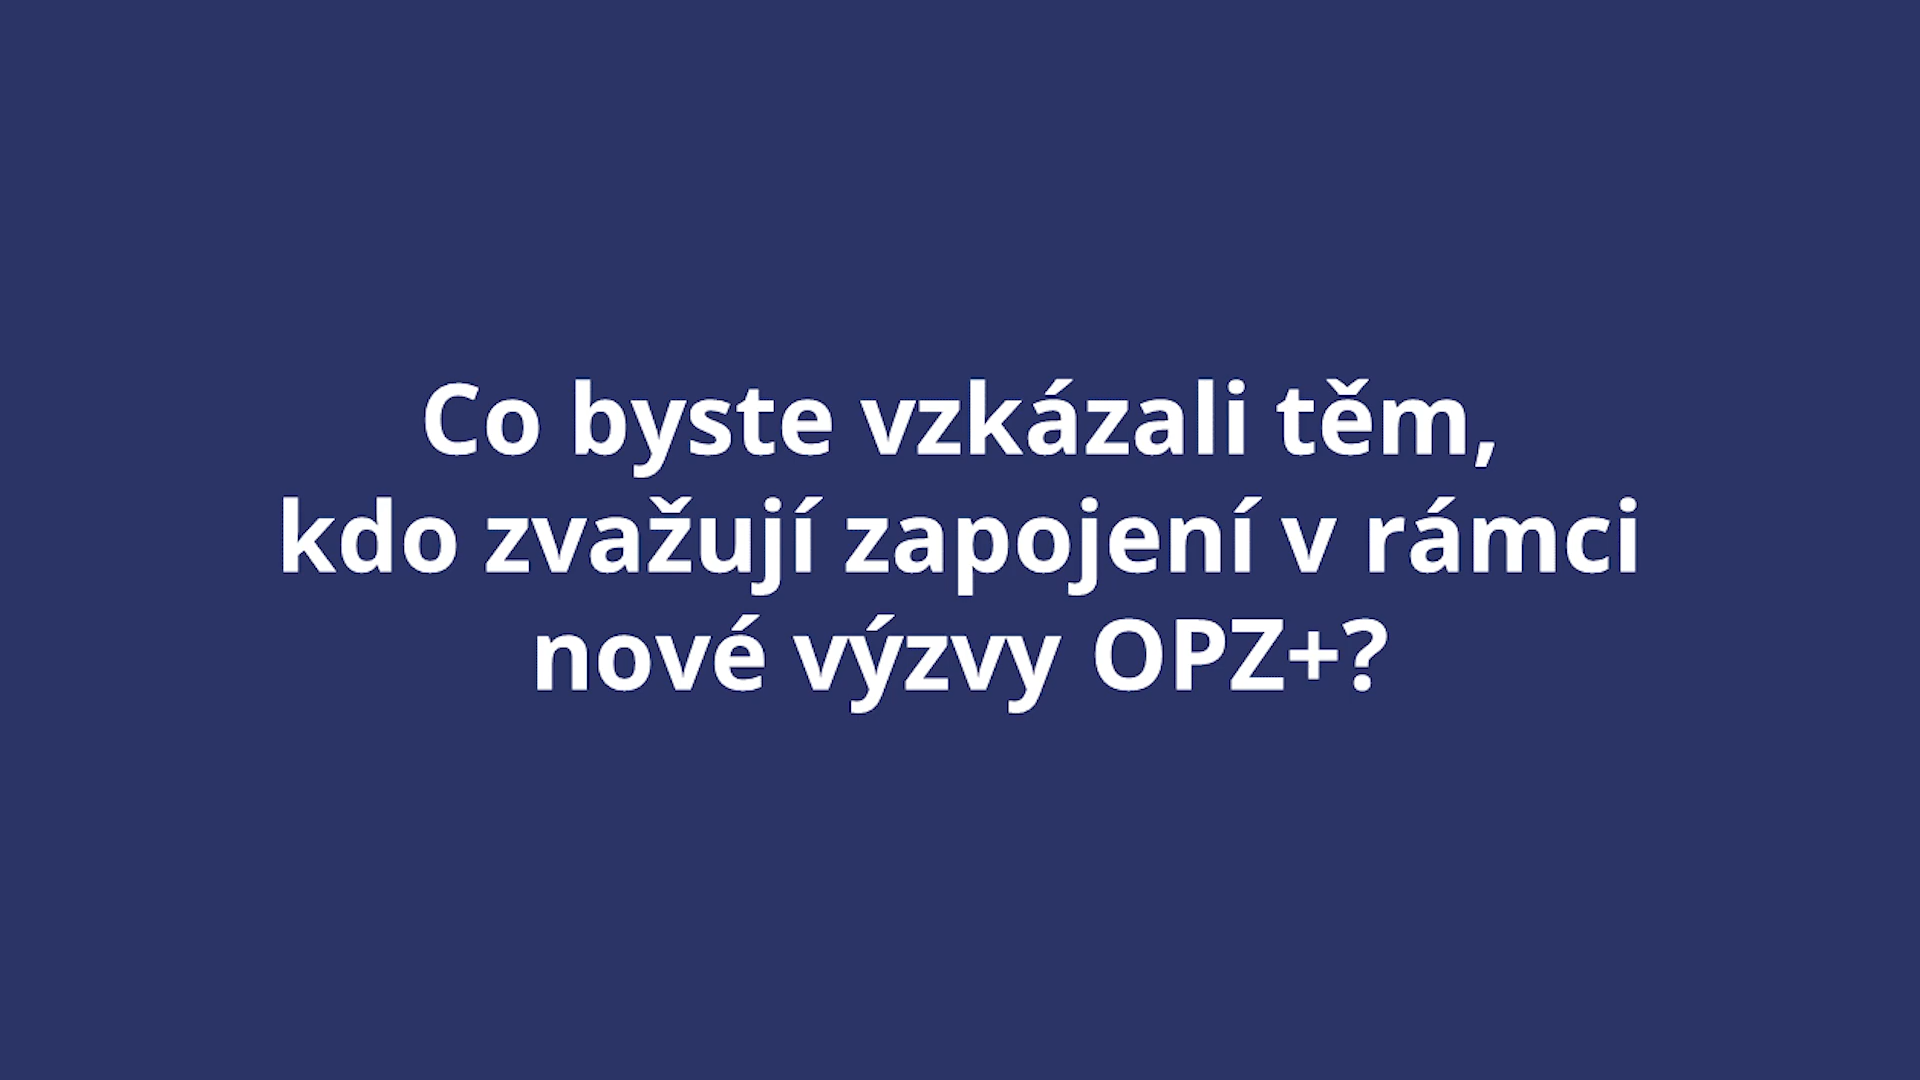 Co byste vzkázali těm,
kdo zvažují zapojení v rámci
nové výzvy OPZ+?